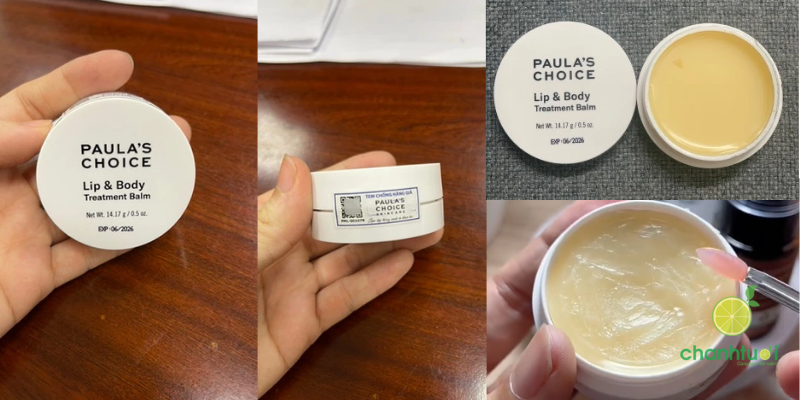 PAULA'S
CHOICE
Lip & Body
Treatment Balm
Net Wt. 14.17 g / 0.5 oz.
EXP:06/2026
TEM CHỐNG HÀNG GIẢ
PAULA'S
CHOICE
SKINCARE
PAULA'S
CHOICE
Lip & Body
Treatment Balm
Net Wt. 14.17 g / 0.5 oz.
EXP:06/2026
chanhtuoi